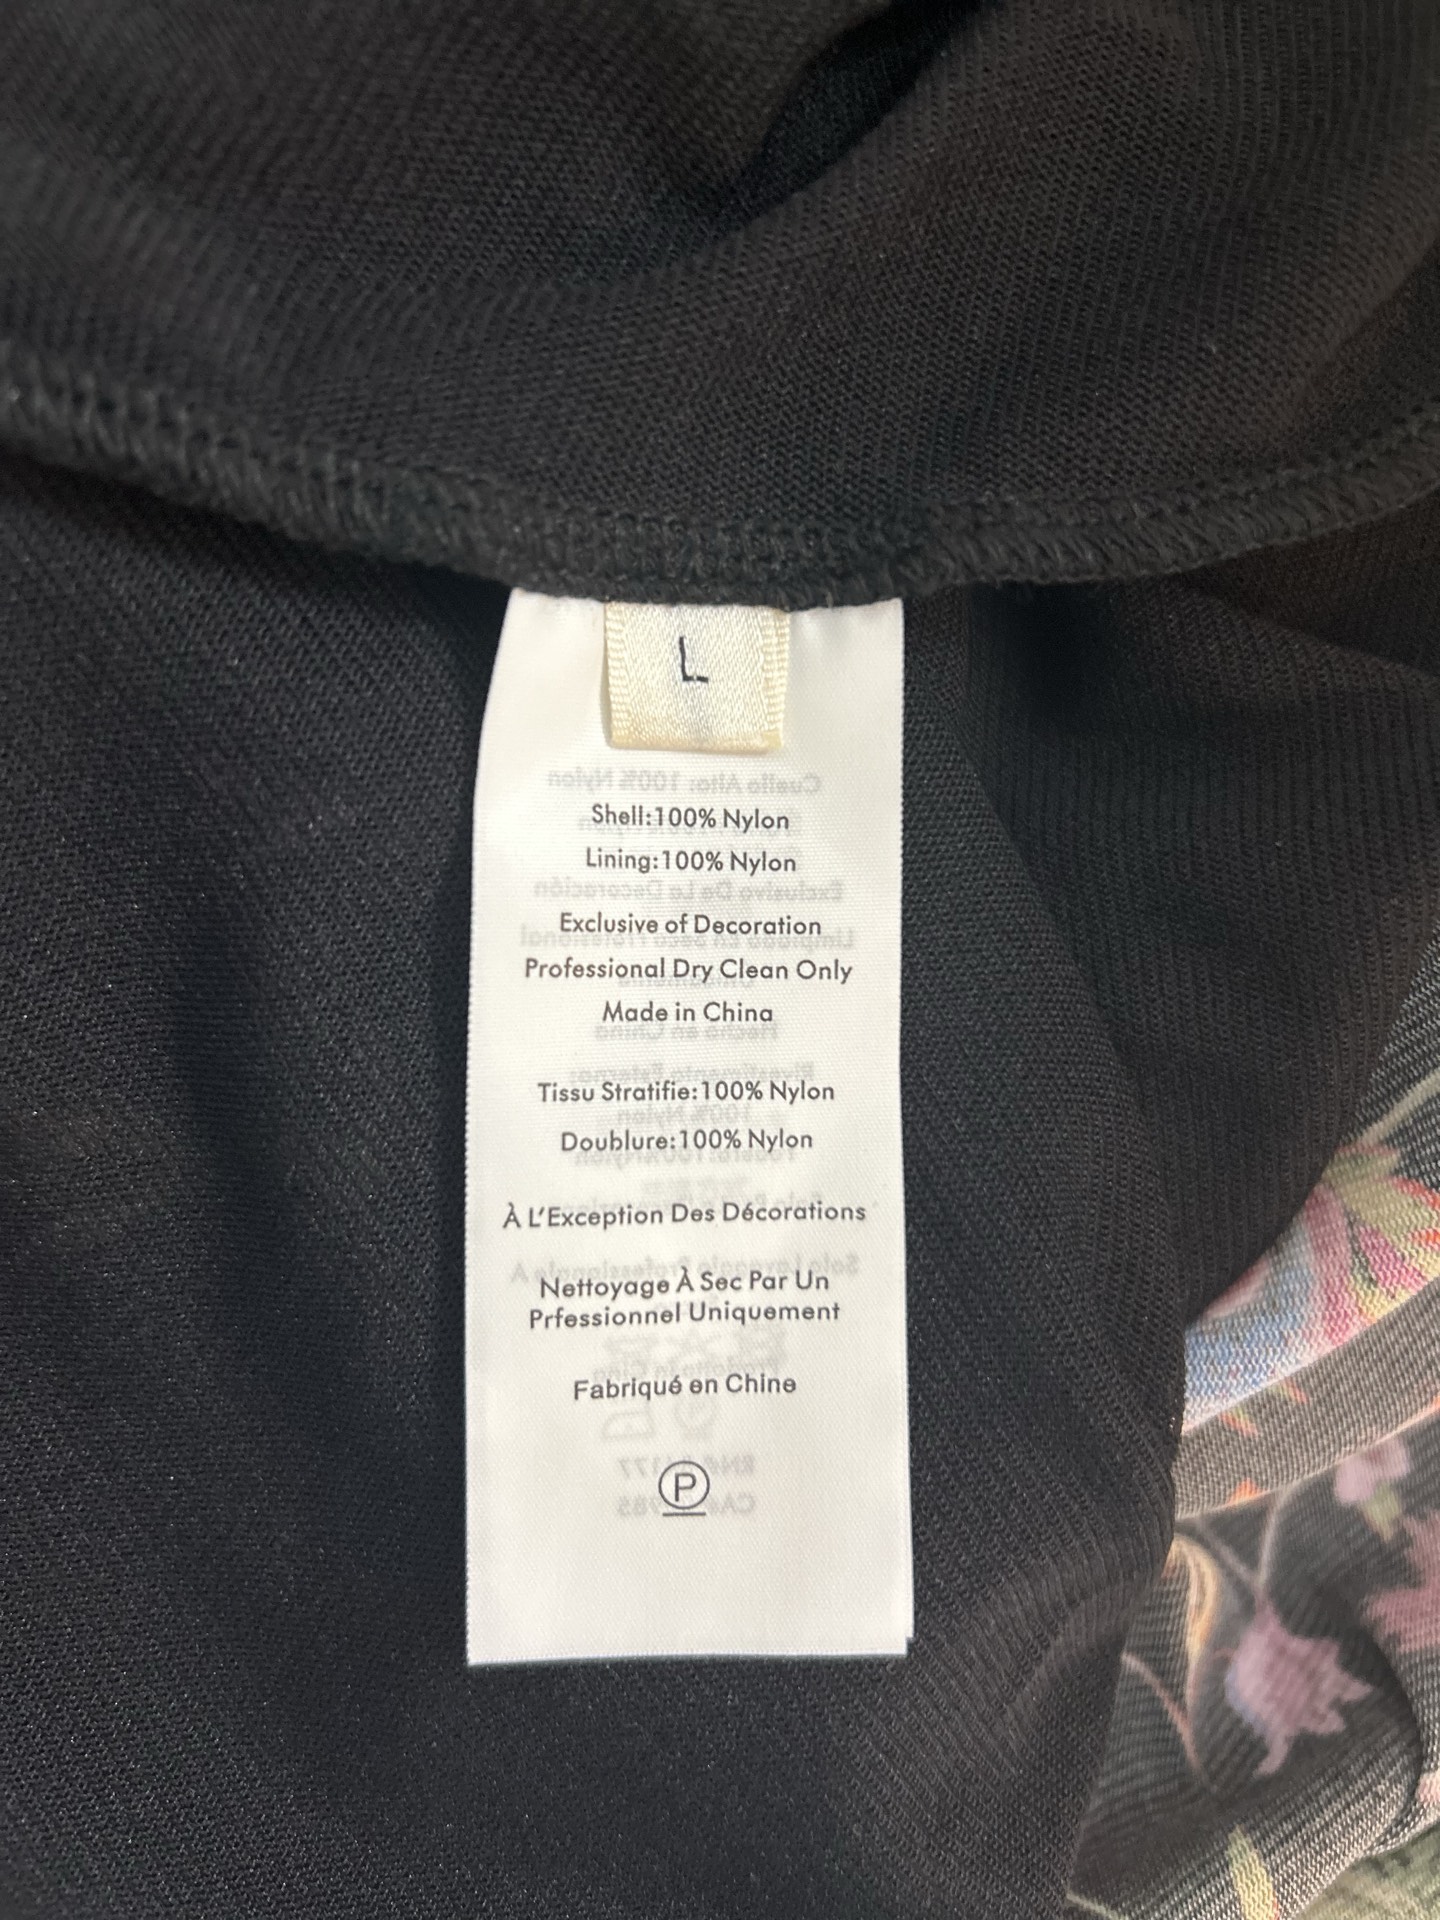 L
Shell:100% Nylon
Lining:100% Nylon
Exclusive of Decoration
Professional Dry Clean Only
Made in China
Tissu Stratifie:100% Nylon
Doublure:100% Nylon
À L'Exception Des Décorations
Nettoyage À Sec Par Un
Prfessionnel Uniquement
Fabriqué en Chine
P